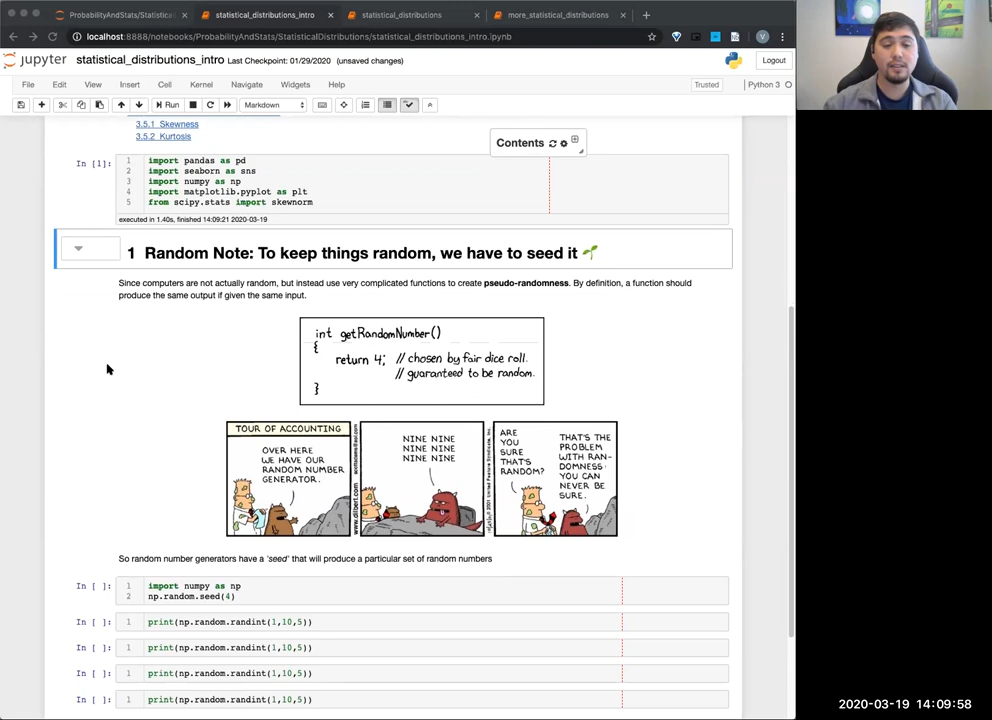 ProbabilityAndStats/Statistical
statistical_distributions_intro
statistical_distributions
more_statistical_distributions
localhost:8888/notebooks/ProbabilityAndStats/StatisticalDistributions/statistical_distributions_intro.ipynb
V
jupyter statistical_distributions_intro Last Checkpoint: 01/29/2020 (unsaved changes)
Logout
File Edit View Insert Cell Kernel Navigate Widgets Help
Trusted Python 3
Run Markdown
3.5.1 Skewness
3.5.2 Kurtosis
Contents
In [1]:
1 import pandas as pd
2 import seaborn as sns
3 import numpy as np
4 import matplotlib.pyplot as plt
5 from scipy.stats import skewnorm
executed in 1.40s, finished 14:09:21 2020-03-19
1 Random Note: To keep things random, we have to seed it
Since computers are not actually random, but instead use very complicated functions to create pseudo-randomness. By definition, a function should
produce the same output if given the same input.
int getRandomNumber()
{
return 4; // chosen by fair dice roll.
// guaranteed to be random.
}
TOUR OF ACCOUNTING
OVER HERE
WE HAVE OUR
RANDOM NUMBER
GENERATOR.
www.dilbert.com
NINE NINE
NINE NINE
NINE NINE
ARE
YOU
SURE
THAT'S
RANDOM?
THAT'S THE
PROBLEM
WITH RAN-
DOMNESS:
YOU CAN
NEVER BE
SURE.
So random number generators have a 'seed' that will produce a particular set of random numbers
In [ ]:
1 import numpy as np
2 np.random.seed(4)
In [ ]: 1 print(np.random.randint(1,10,5))
In [ ]: 1 print(np.random.randint(1,10,5))
In [ ]: 1 print(np.random.randint(1,10,5))
In [ ]: 1 print(np.random.randint(1,10,5))
2020-03-19 14:09:58